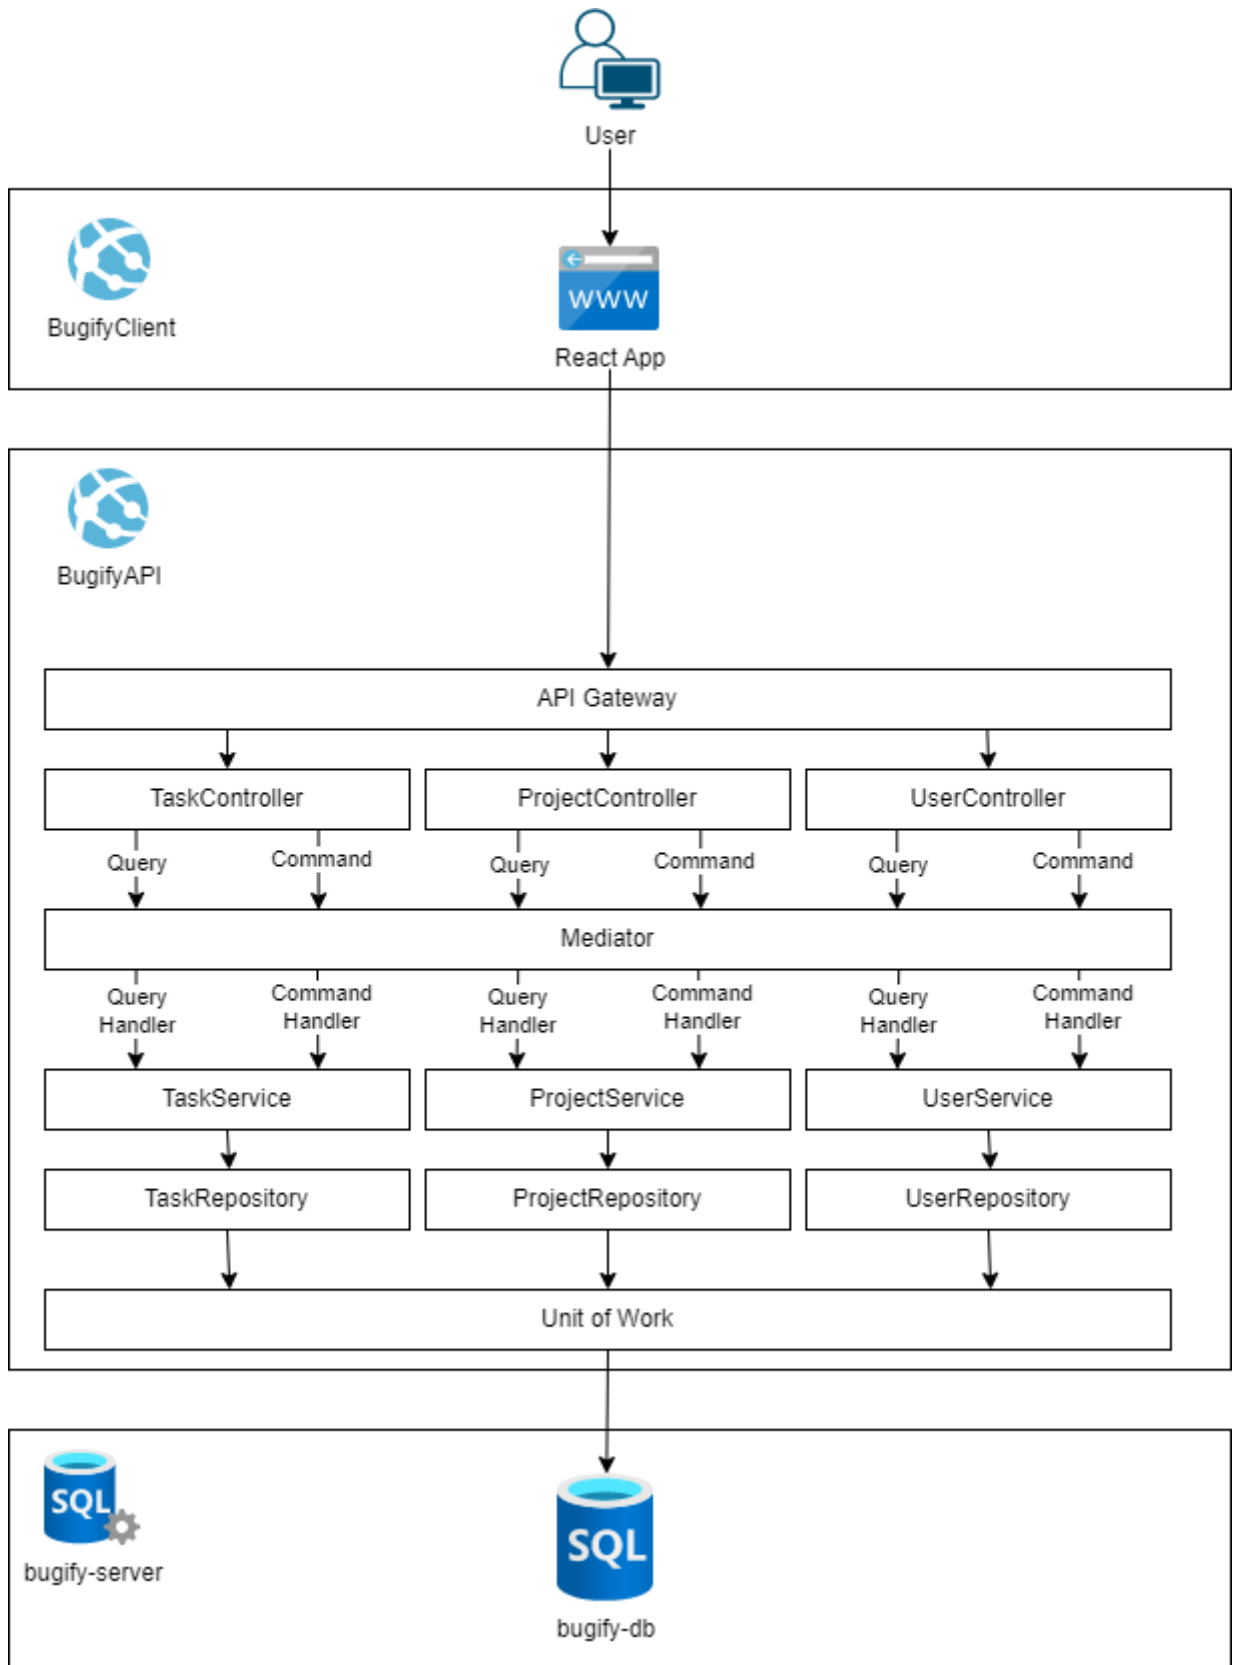 User
WWW
BugifyClient
React App
BugifyAPI
API Gateway
TaskController
ProjectController
UserController
Query
Command
Query
Command
Query
Command
Mediator
Query
Handler
Command
Handler
Query
Handler
Command
Handler
Query
Handler
Command
Handler
TaskService
ProjectService
UserService
TaskRepository
ProjectRepository
UserRepository
Unit of Work
SQL
bugify-server
SQL
bugify-db